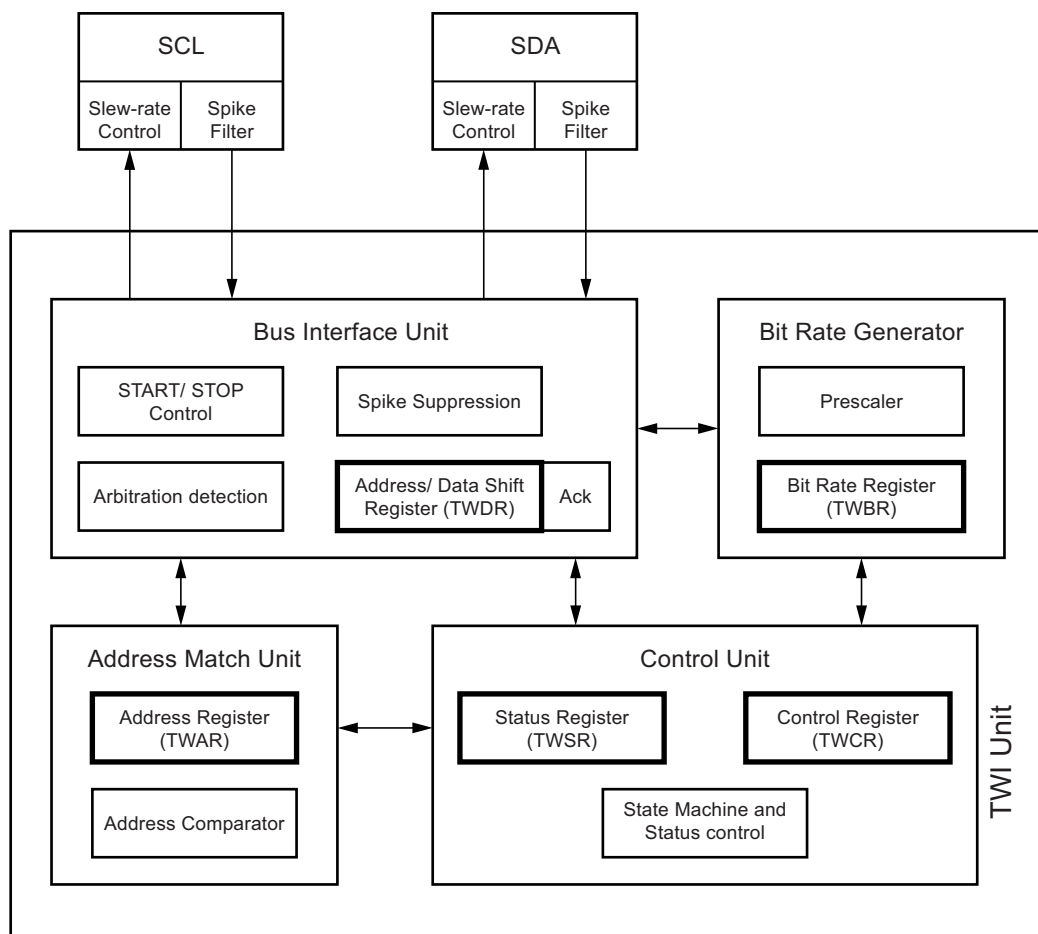 SCL
SDA
Slew-rate
Control
Spike
Filter
Slew-rate
Control
Spike
Filter
Bus Interface Unit
START/ STOP
Control
Spike Suppression
Arbitration detection
Address/ Data Shift
Register (TWDR)
Ack
Bit Rate Generator
Prescaler
Bit Rate Register
(TWBR)
Address Match Unit
Address Register
(TWAR)
Address Comparator
Control Unit
Status Register
(TWSR)
Control Register
(TWCR)
State Machine and
Status control
TWI Unit